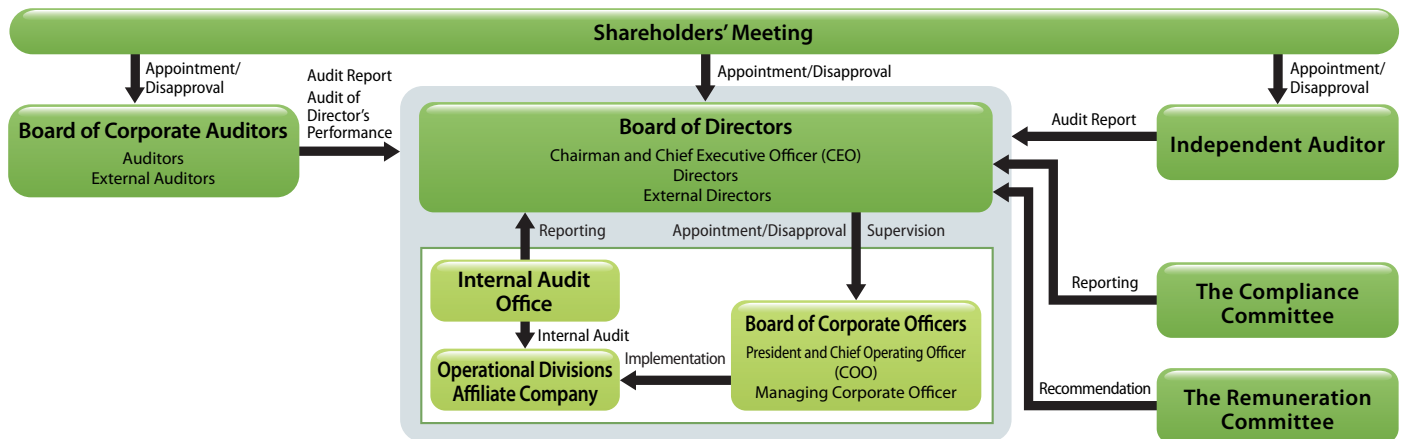 Shareholders' Meeting
Appointment/
Disapproval
Audit Report
Audit of
Director's
Performance
Appointment/Disapproval
Appointment/
Disapproval
Board of Corporate Auditors
Auditors
External Auditors
Board of Directors
Chairman and Chief Executive Officer (CEO)
Directors
External Directors
Audit Report
Independent Auditor
Reporting
Appointment/Disapproval
Supervision
Internal Audit
Office
Internal Audit
Operational Divisions
Affiliate Company
Implementation
Board of Corporate Officers
President and Chief Operating Officer
(COO)
Managing Corporate Officer
Reporting
The Compliance
Committee
Recommendation
The Remuneration
Committee